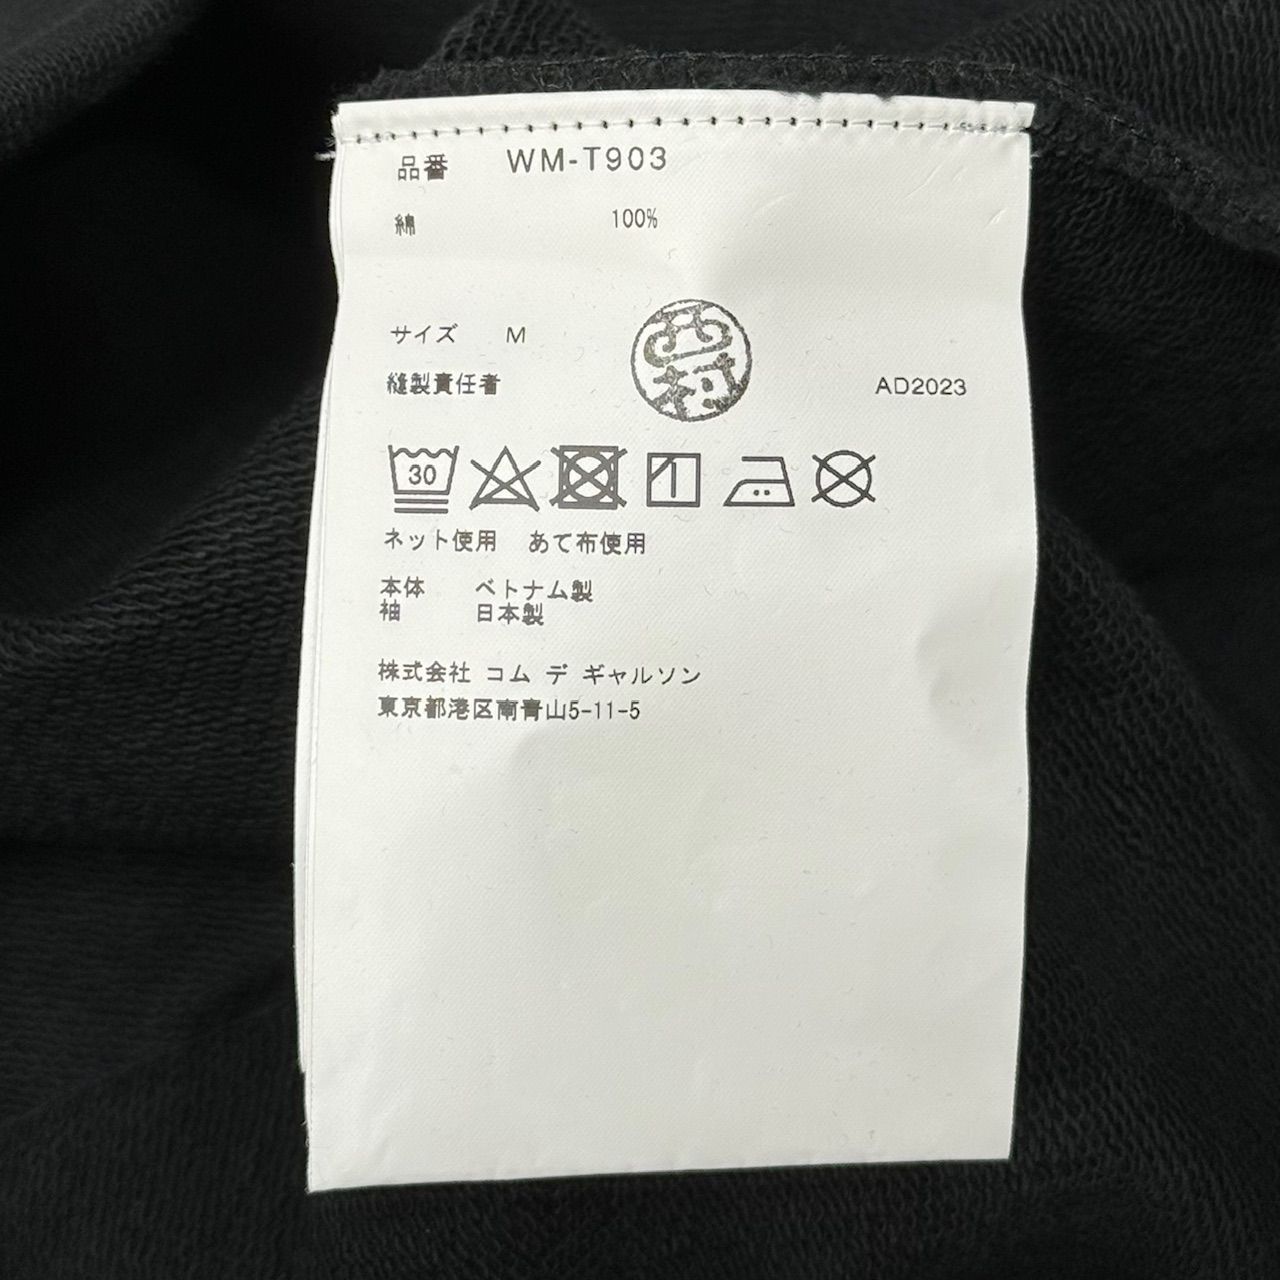 品番 WM-T903
綿 100%
サイズ M
西村
縫製責任者 AD2023
30
ネット使用 あて布使用
本体 ベトナム製
袖 日本製
株式会社 コム デ ギャルソン
東京都港区南青山5-11-5